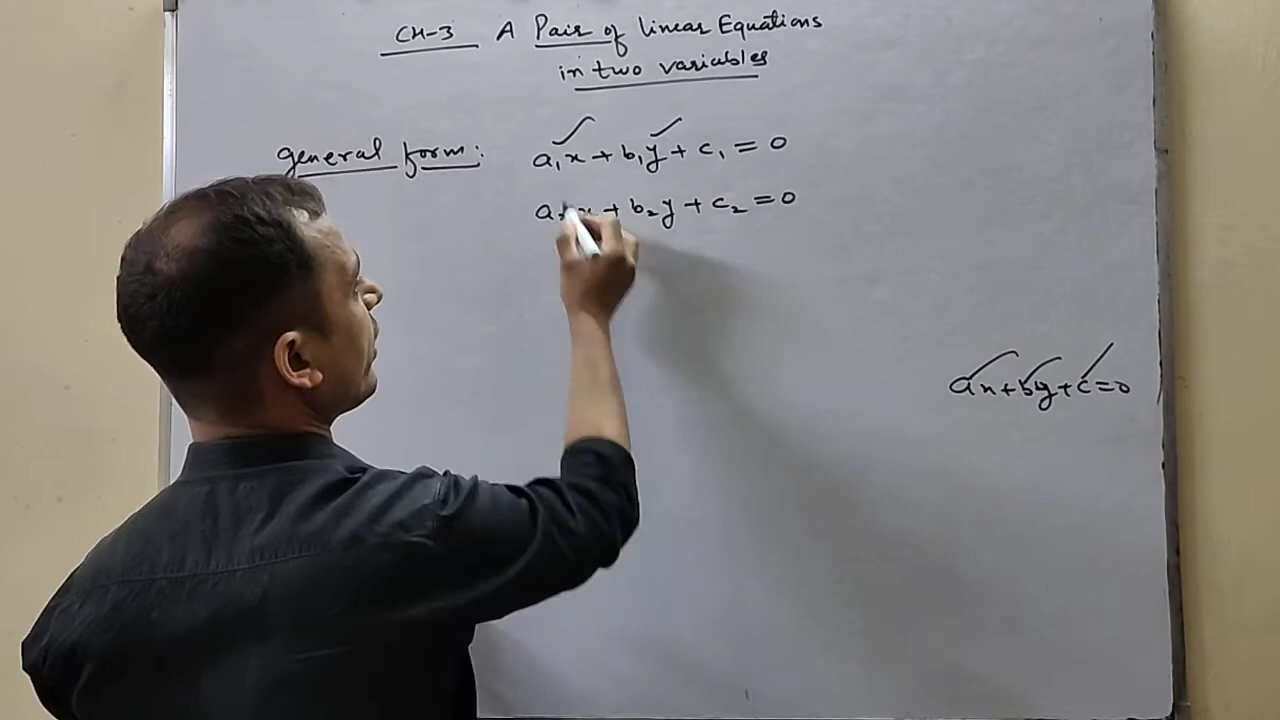 CH-3 A Pair of linear Equations
in two variables
general form: a₁x + b₁y + c₁ = 0
a₂x + b₂y + c₂ = 0
ax+by+c=0